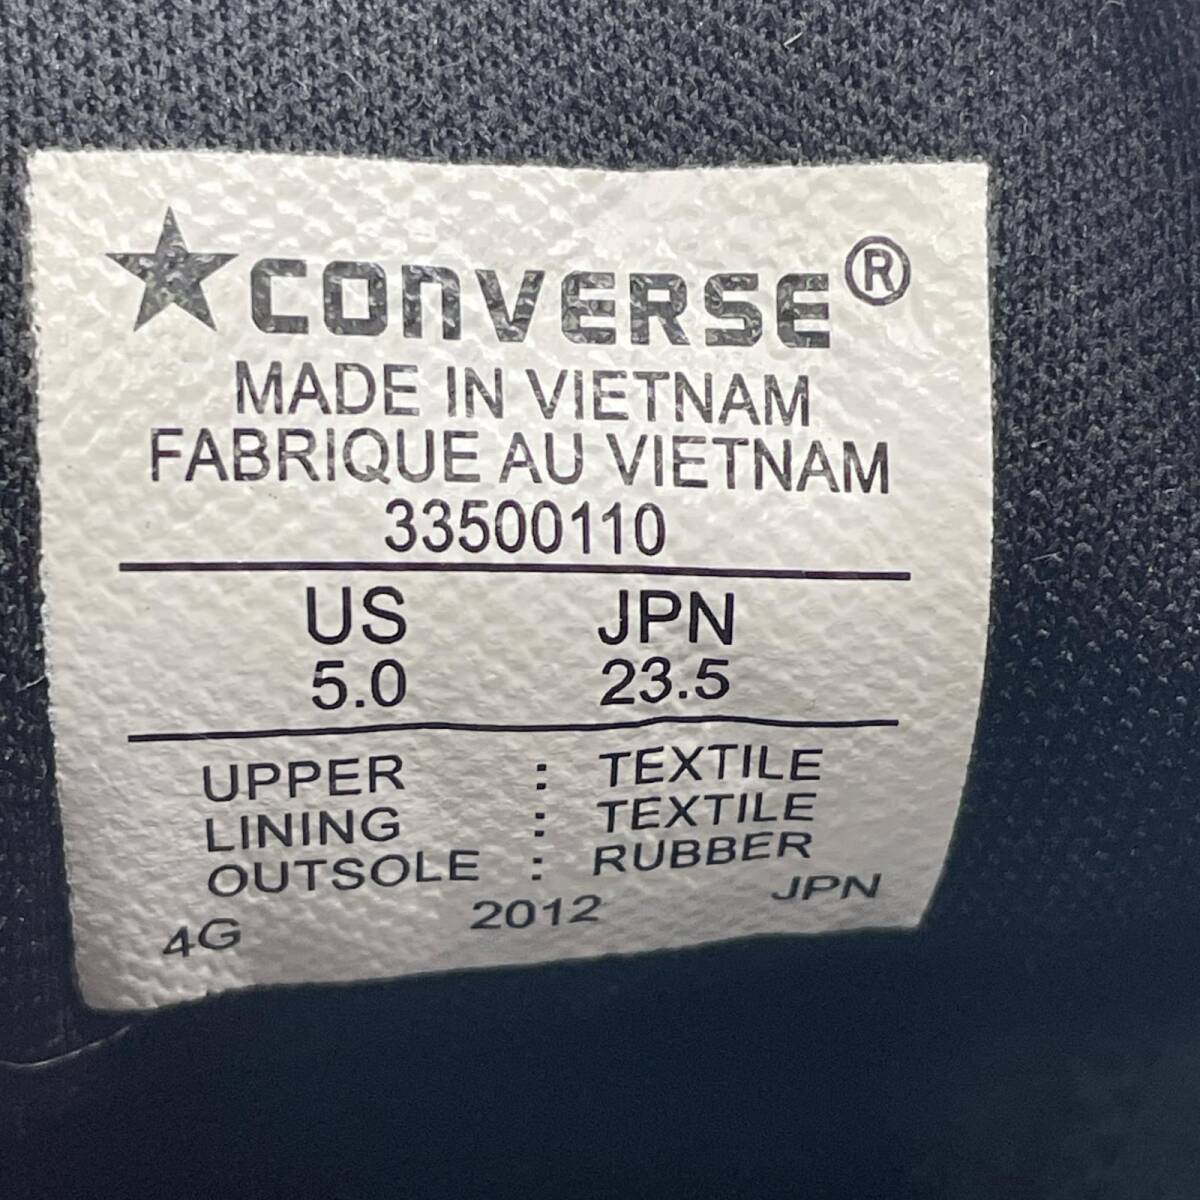 ★CONVERSE®
MADE IN VIETNAM
FABRIQUE AU VIETNAM
33500110
US JPN
5.0 23.5
UPPER : TEXTILE
LINING : TEXTILE
OUTSOLE : RUBBER
4G 2012 JPN